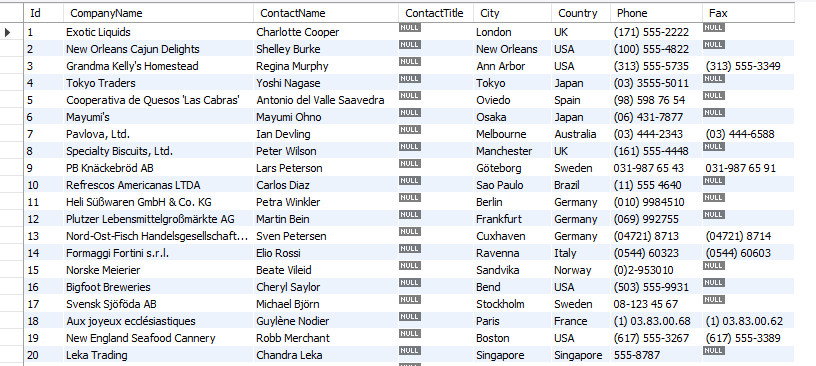 Id CompanyName ContactName ContactTitle City Country Phone Fax
1 Exotic Liquids Charlotte Cooper NULL London UK (171) 555-2222 NULL
2 New Orleans Cajun Delights Shelley Burke NULL New Orleans USA (100) 555-4822 NULL
3 Grandma Kelly's Homestead Regina Murphy NULL Ann Arbor USA (313) 555-5735 (313) 555-3349
4 Tokyo Traders Yoshi Nagase NULL Tokyo Japan (03) 3555-5011 NULL
5 Cooperativa de Quesos 'Las Cabras' Antonio del Valle Saavedra NULL Oviedo Spain (98) 598 76 54 NULL
6 Mayumi's Mayumi Ohno NULL Osaka Japan (06) 431-7877 NULL
7 Pavlova, Ltd. Ian Devling NULL Melbourne Australia (03) 444-2343 (03) 444-6588
8 Specialty Biscuits, Ltd. Peter Wilson NULL Manchester UK (161) 555-4448 NULL
9 PB Knäckebröd AB Lars Peterson NULL Göteborg Sweden 031-987 65 43 031-987 65 91
10 Refrescos Americanas LTDA Carlos Diaz NULL Sao Paulo Brazil (11) 555 4640 NULL
11 Heli Süßwaren GmbH & Co. KG Petra Winkler NULL Berlin Germany (010) 9984510 NULL
12 Plutzer Lebensmittelgroßmärkte AG Martin Bein NULL Frankfurt Germany (069) 992755 NULL
13 Nord-Ost-Fisch Handelsgesellschaft... Sven Petersen NULL Cuxhaven Germany (04721) 8713 (04721) 8714
14 Formaggi Fortini s.r.l. Elio Rossi NULL Ravenna Italy (0544) 60323 (0544) 60603
15 Norske Meierier Beate Vileid NULL Sandvika Norway (0)2-953010 NULL
16 Bigfoot Breweries Cheryl Saylor NULL Bend USA (503) 555-9931 NULL
17 Svensk Sjöföda AB Michael Björn NULL Stockholm Sweden 08-123 45 67 NULL
18 Aux joyeux ecclésiastiques Guylène Nodier NULL Paris France (1) 03.83.00.68 (1) 03.83.00.62
19 New England Seafood Cannery Robb Merchant NULL Boston USA (617) 555-3267 (617) 555-3389
20 Leka Trading Chandra Leka NULL Singapore Singapore 555-8787 NULL